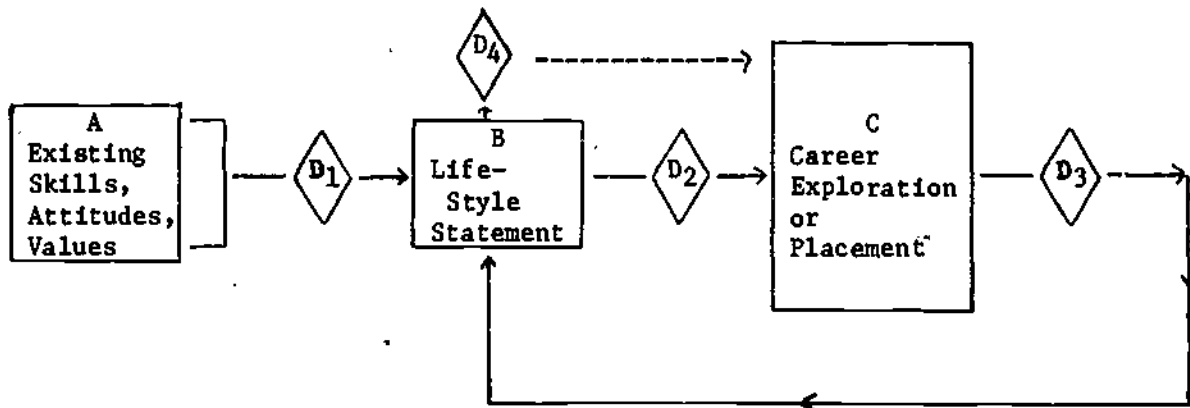 D4
A
Existing
Skills,
Attitudes,
Values
D1
B
Life-
Style
Statement
D2
C
Career
Exploration
or
Placement
D3